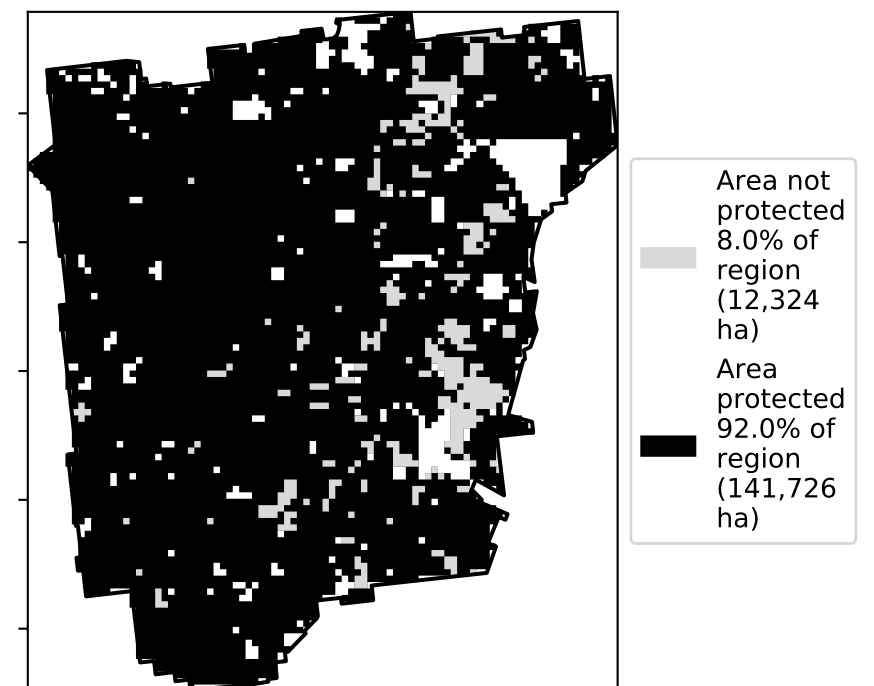 Area not
protected
8.0% of
region
(12,324
ha)
Area
protected
92.0% of
region
(141,726
ha)